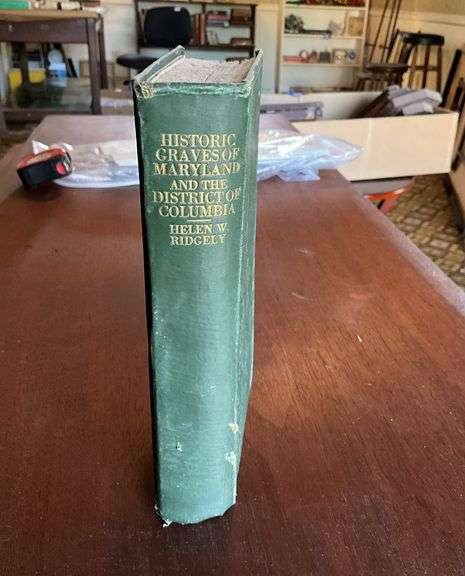 HISTORIC
GRAVES OF
MARYLAND
AND THE
DISTRICT OF
COLUMBIA
HELEN W.
RIDGELY